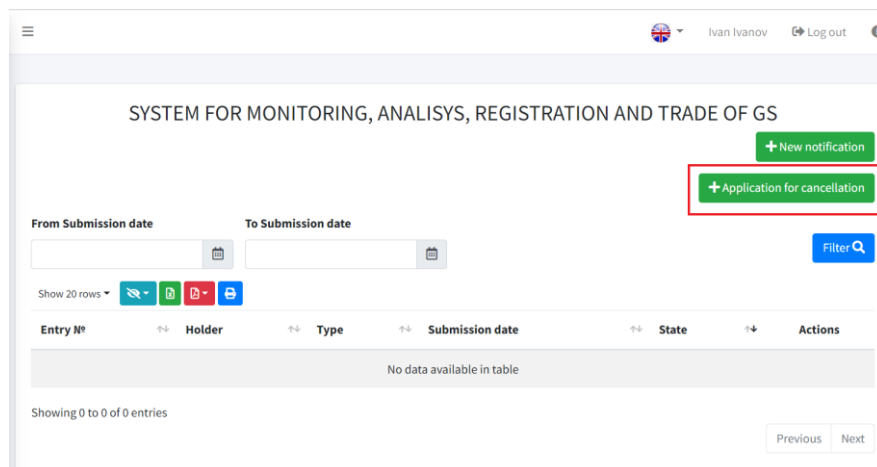 Ivan Ivanov Log out
SYSTEM FOR MONITORING, ANALISYS, REGISTRATION AND TRADE OF GS
New notification
Application for cancellation
From Submission date To Submission date
Filter
Show 20 rows
Entry № Holder Type Submission date State Actions
No data available in table
Showing 0 to 0 of 0 entries
Previous Next